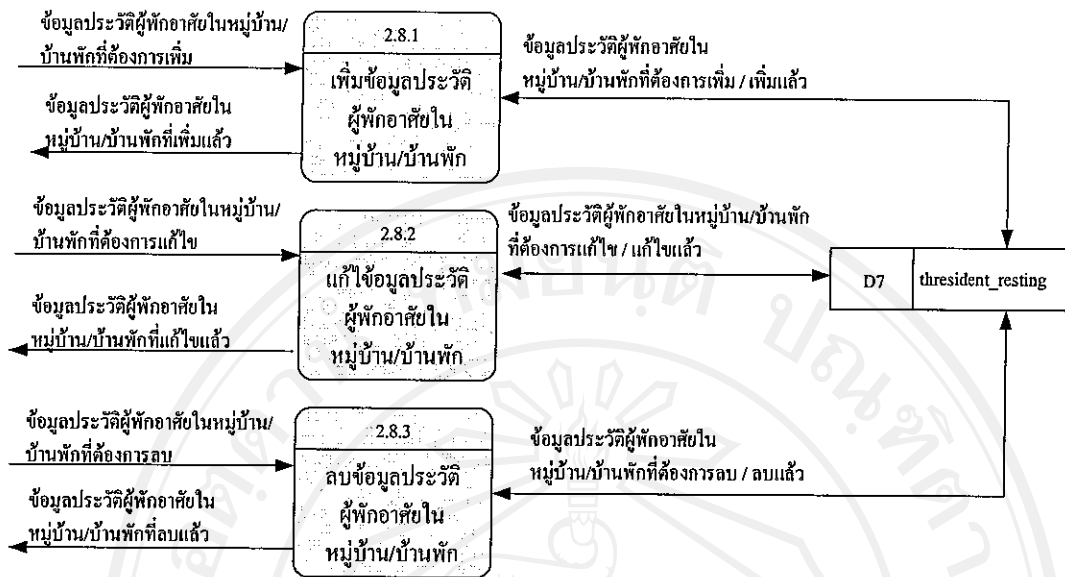 ข้อมูลประวัติผู้พักอาศัยในหมู่บ้าน/
บ้านพักที่ต้องการเพิ่ม
ข้อมูลประวัติผู้พักอาศัยใน
หมู่บ้าน/บ้านพักที่เพิ่มแล้ว
2.8.1
เพิ่มข้อมูลประวัติ
ผู้พักอาศัยใน
หมู่บ้าน/บ้านพัก
ข้อมูลประวัติผู้พักอาศัยใน
หมู่บ้าน/บ้านพักที่ต้องการเพิ่ม / เพิ่มแล้ว
ข้อมูลประวัติผู้พักอาศัยในหมู่บ้าน/
บ้านพักที่ต้องการแก้ไข
ข้อมูลประวัติผู้พักอาศัยใน
หมู่บ้าน/บ้านพักที่แก้ไขแล้ว
2.8.2
แก้ไขข้อมูลประวัติ
ผู้พักอาศัยใน
หมู่บ้าน/บ้านพัก
ข้อมูลประวัติผู้พักอาศัยในหมู่บ้าน/บ้านพัก
ที่ต้องการแก้ไข / แก้ไขแล้ว
D7
thresident_resting
ข้อมูลประวัติผู้พักอาศัยในหมู่บ้าน/
บ้านพักที่ต้องการลบ
ข้อมูลประวัติผู้พักอาศัยใน
หมู่บ้าน/บ้านพักที่ลบแล้ว
2.8.3
ลบข้อมูลประวัติ
ผู้พักอาศัยใน
หมู่บ้าน/บ้านพัก
ข้อมูลประวัติผู้พักอาศัยใน
หมู่บ้าน/บ้านพักที่ต้องการลบ / ลบแล้ว